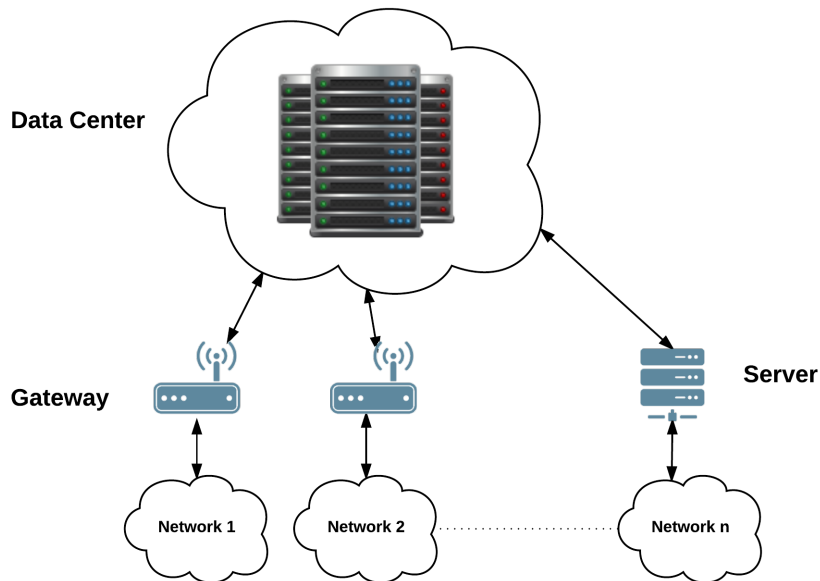 Data Center
Gateway
Server
Network 1
Network 2
Network n